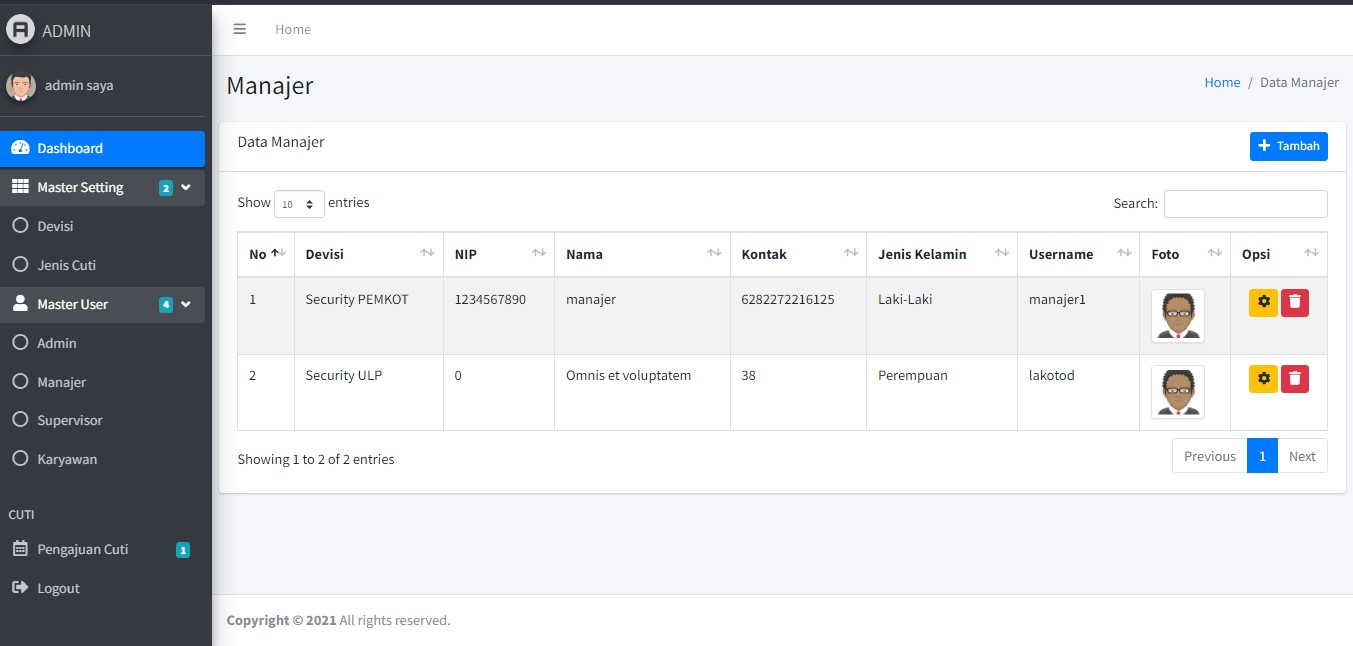 ADMIN
admin saya
Dashboard
Master Setting 2
Devisi
Jenis Cuti
Master User 4
Admin
Manajer
Supervisor
Karyawan
CUTI
Pengajuan Cuti 1
Logout
Home
Manajer
Home / Data Manajer
Data Manajer
Tambah
Show 10 entries
Search:
No Devisi NIP Nama Kontak Jenis Kelamin Username Foto Opsi
1 Security PEMKOT 1234567890 manajer 6282272216125 Laki-Laki manajer1
2 Security ULP 0 Omnis et voluptatem 38 Perempuan lakotod
Showing 1 to 2 of 2 entries
Previous 1 Next
Copyright © 2021 All rights reserved.